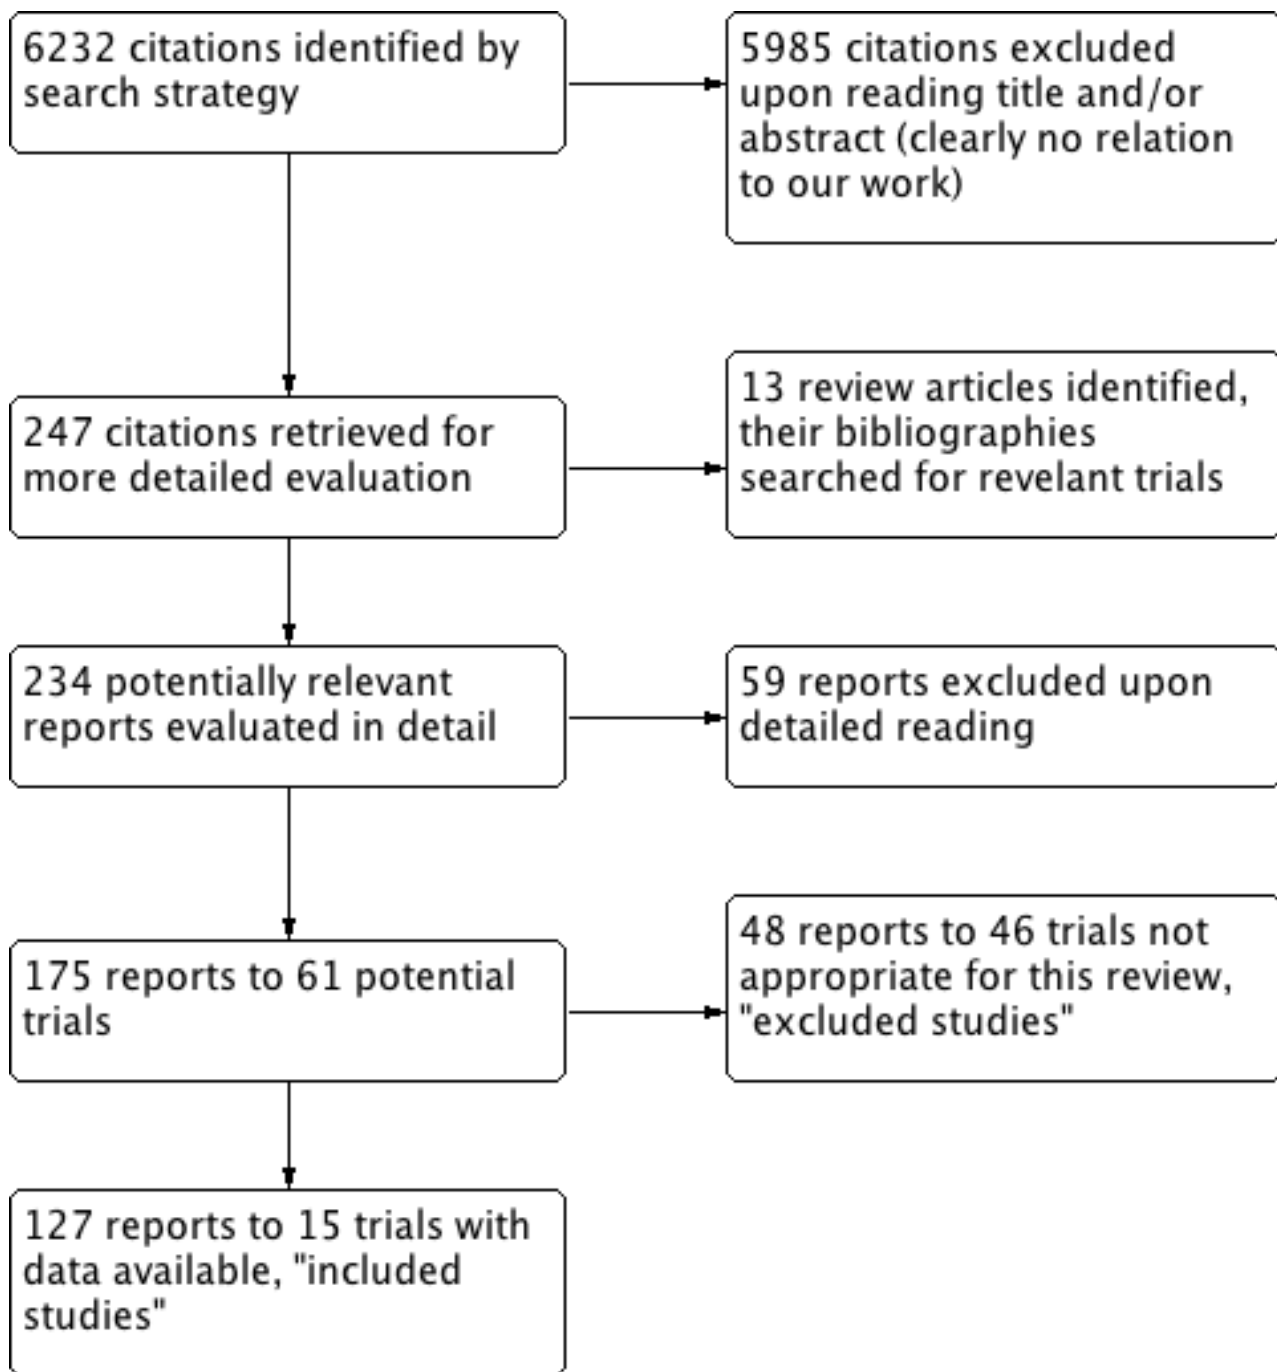 6232 citations identified by
search strategy
5985 citations excluded
upon reading title and/or
abstract (clearly no relation
to our work)
247 citations retrieved for
more detailed evaluation
13 review articles identified,
their bibliographies
searched for revelant trials
234 potentially relevant
reports evaluated in detail
59 reports excluded upon
detailed reading
175 reports to 61 potential
trials
48 reports to 46 trials not
appropriate for this review,
"excluded studies"
127 reports to 15 trials with
data available, "included
studies"